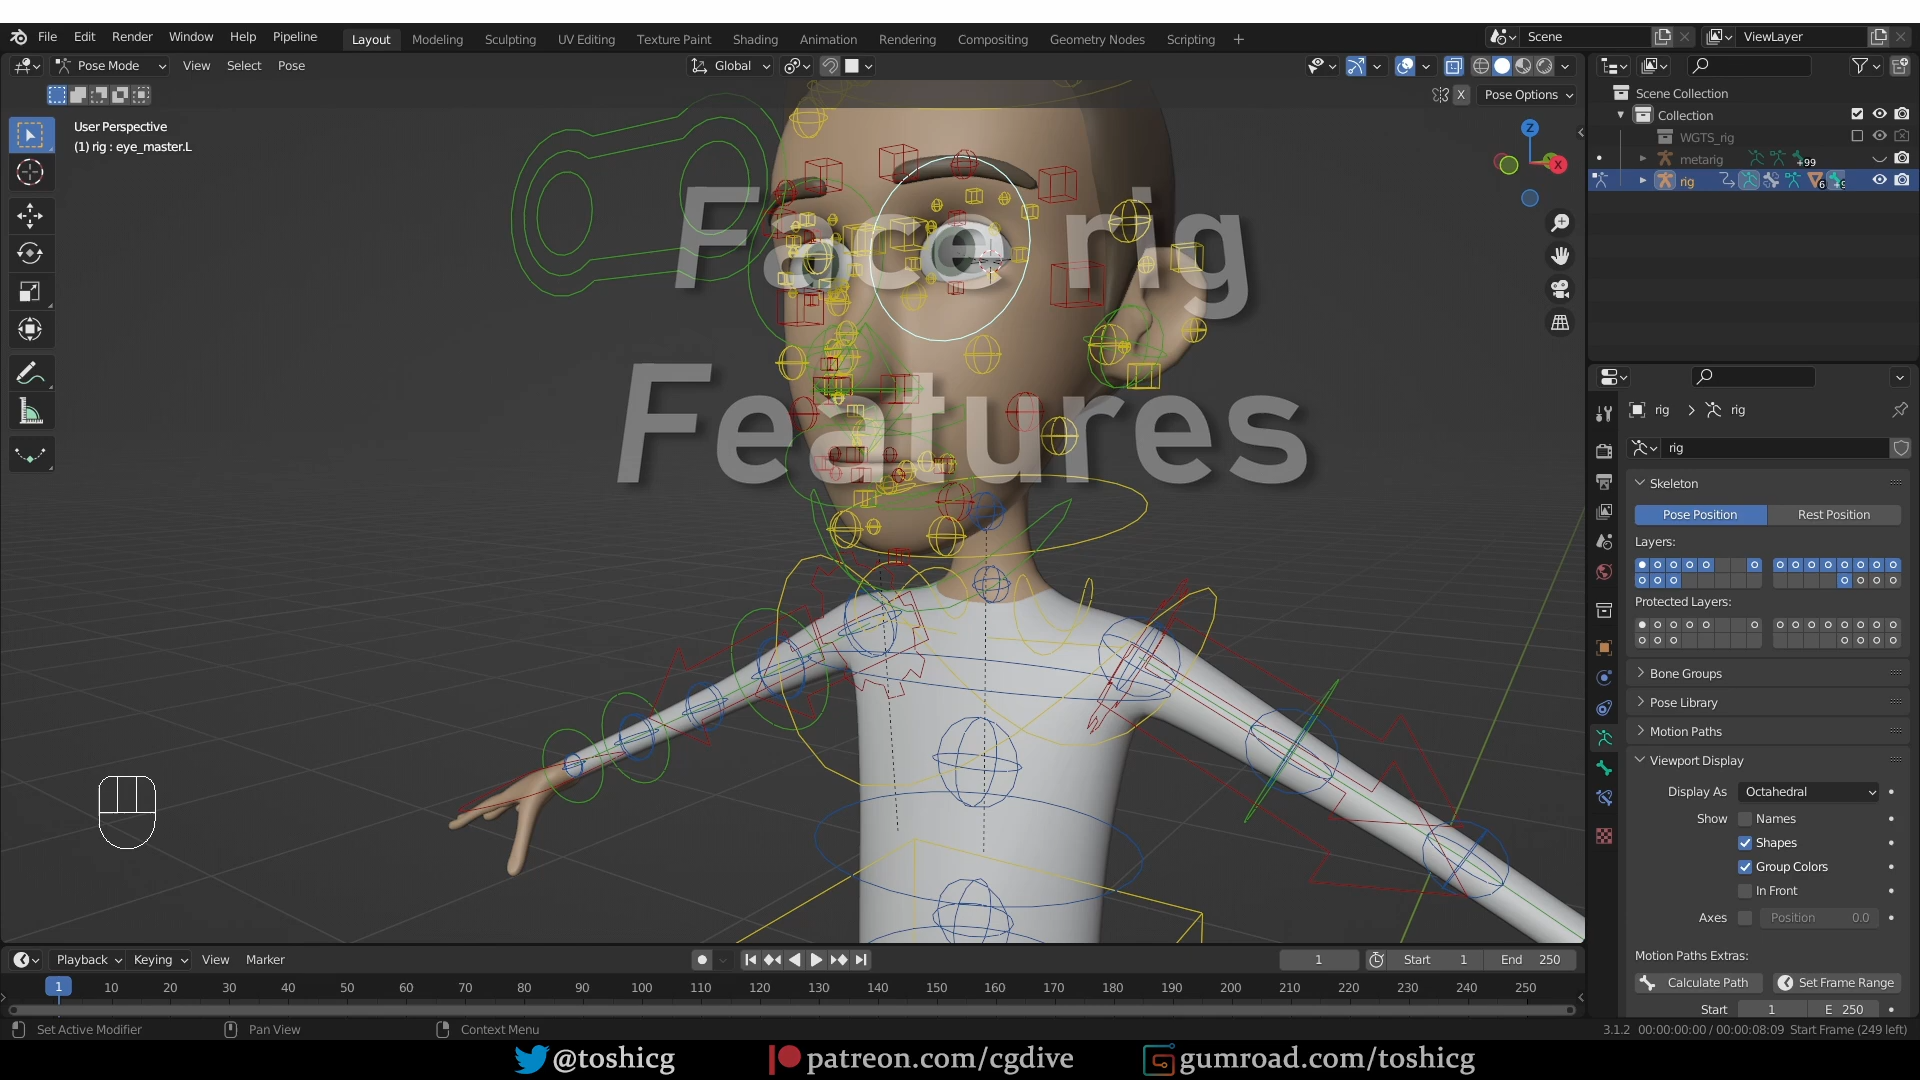 File Edit Render Window Help Pipeline Layout Modeling Sculpting UV Editing Texture Paint Shading Animation Rendering Compositing Geometry Nodes Scripting + Scene ViewLayer
Pose Mode View Select Pose Global
X Pose Options
User Perspective
(1) rig : eye_master.L
Z
X
Face rig
Features
Scene Collection
Collection
WGTS_rig
metarig +99
rig 6
rig rig
rig
Skeleton
Pose Position Rest Position
Layers:
Protected Layers:
Bone Groups
Pose Library
Motion Paths
Viewport Display
Display As Octahedral
Show Names
Shapes
Group Colors
In Front
Axes Position 0.0
Motion Paths Extras:
Calculate Path Set Frame Range
Start 1 E 250
Playback Keying View Marker 1 Start 1 End 250
1 10 20 30 40 50 60 70 80 90 100 110 120 130 140 150 160 170 180 190 200 210 220 230 240 250
Set Active Modifier Pan View Context Menu 3.1.2 00:00:00:00 / 00:00:08:09 Start Frame (249 left)
@toshicg patreon.com/cgdive gumroad.com/toshicg